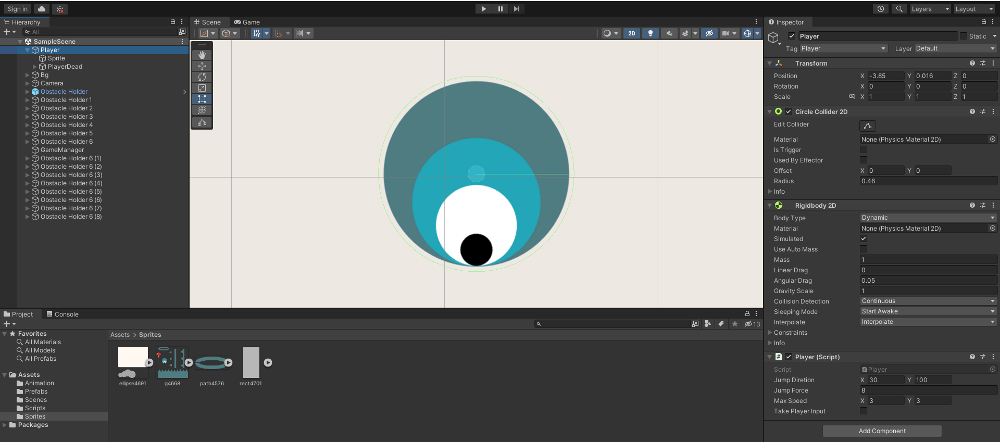 Sign in
Layers
Layout
Hierarchy
All
SampleScene
Player
Sprite
PlayerDead
Bg
Camera
Obstacle Holder
Obstacle Holder 1
Obstacle Holder 2
Obstacle Holder 3
Obstacle Holder 4
Obstacle Holder 5
Obstacle Holder 6
GameManager
Obstacle Holder 6 (1)
Obstacle Holder 6 (2)
Obstacle Holder 6 (3)
Obstacle Holder 6 (4)
Obstacle Holder 6 (5)
Obstacle Holder 6 (6)
Obstacle Holder 6 (7)
Obstacle Holder 6 (8)
Scene
Game
2D
Inspector
Player
Static
Tag Player Layer Default
Transform
Position X -3.85 Y 0.016 Z 0
Rotation X 0 Y 0 Z 0
Scale X 1 Y 1 Z 1
Circle Collider 2D
Edit Collider
Material None (Physics Material 2D)
Is Trigger
Used By Effector
Offset X 0 Y 0
Radius 0.46
Info
Rigidbody 2D
Body Type Dynamic
Material None (Physics Material 2D)
Simulated
Use Auto Mass
Mass 1
Linear Drag 0
Angular Drag 0.05
Gravity Scale 1
Collision Detection Continuous
Sleeping Mode Start Awake
Interpolate Interpolate
Constraints
Info
# Player (Script)
Script Player
Jump Diretion X 30 Y 100
Jump Force 8
Max Speed X 3 Y 3
Take Player Input
Add Component
Project
Console
13
Favorites
All Materials
All Models
All Prefabs
Assets
Animation
Prefabs
Scenes
Scripts
Sprites
Packages
Assets > Sprites
ellipse4691
g4668
path4576
rect4701